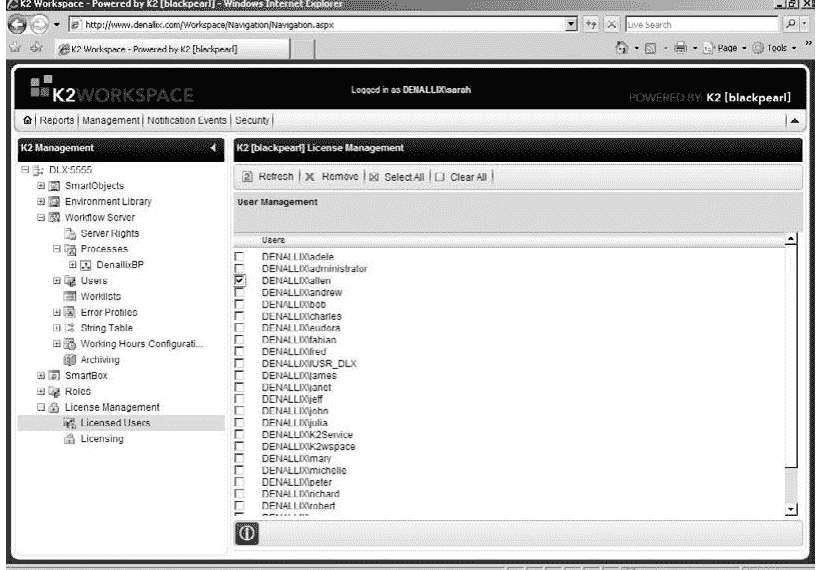 K2 Workspace - Powered by K2 [blackpearl] - Windows Internet Explorer
http://www.denallix.com/Workspace/Navigation/Navigation.aspx
Live Search
K2 Workspace - Powered by K2 [blackpearl]
Page
Tools
K2WORKSPACE
Logged in as DENALLIX\sarah
POWERED BY K2 [blackpearl]
Reports | Management | Notification Events | Security
K2 Management
K2 [blackpearl] License Management
DLX:5555
SmartObjects
Environment Library
Workflow Server
Server Rights
Processes
DenallixBP
Users
Worklists
Error Profiles
String Table
Working Hours Configurati...
Archiving
SmartBox
Roles
License Management
Licensed Users
Licensing
Refresh | Remove | Select All | Clear All
User Management
Users
DENALLIX\adele
DENALLIX\administrator
DENALLIX\allen
DENALLIX\andrew
DENALLIX\bob
DENALLIX\charles
DENALLIX\eudora
DENALLIX\fabian
DENALLIX\fred
DENALLIX\IUSR_DLX
DENALLIX\james
DENALLIX\janet
DENALLIX\jeff
DENALLIX\john
DENALLIX\julia
DENALLIX\K2Service
DENALLIX\K2wspace
DENALLIX\mary
DENALLIX\michelle
DENALLIX\peter
DENALLIX\richard
DENALLIX\robert